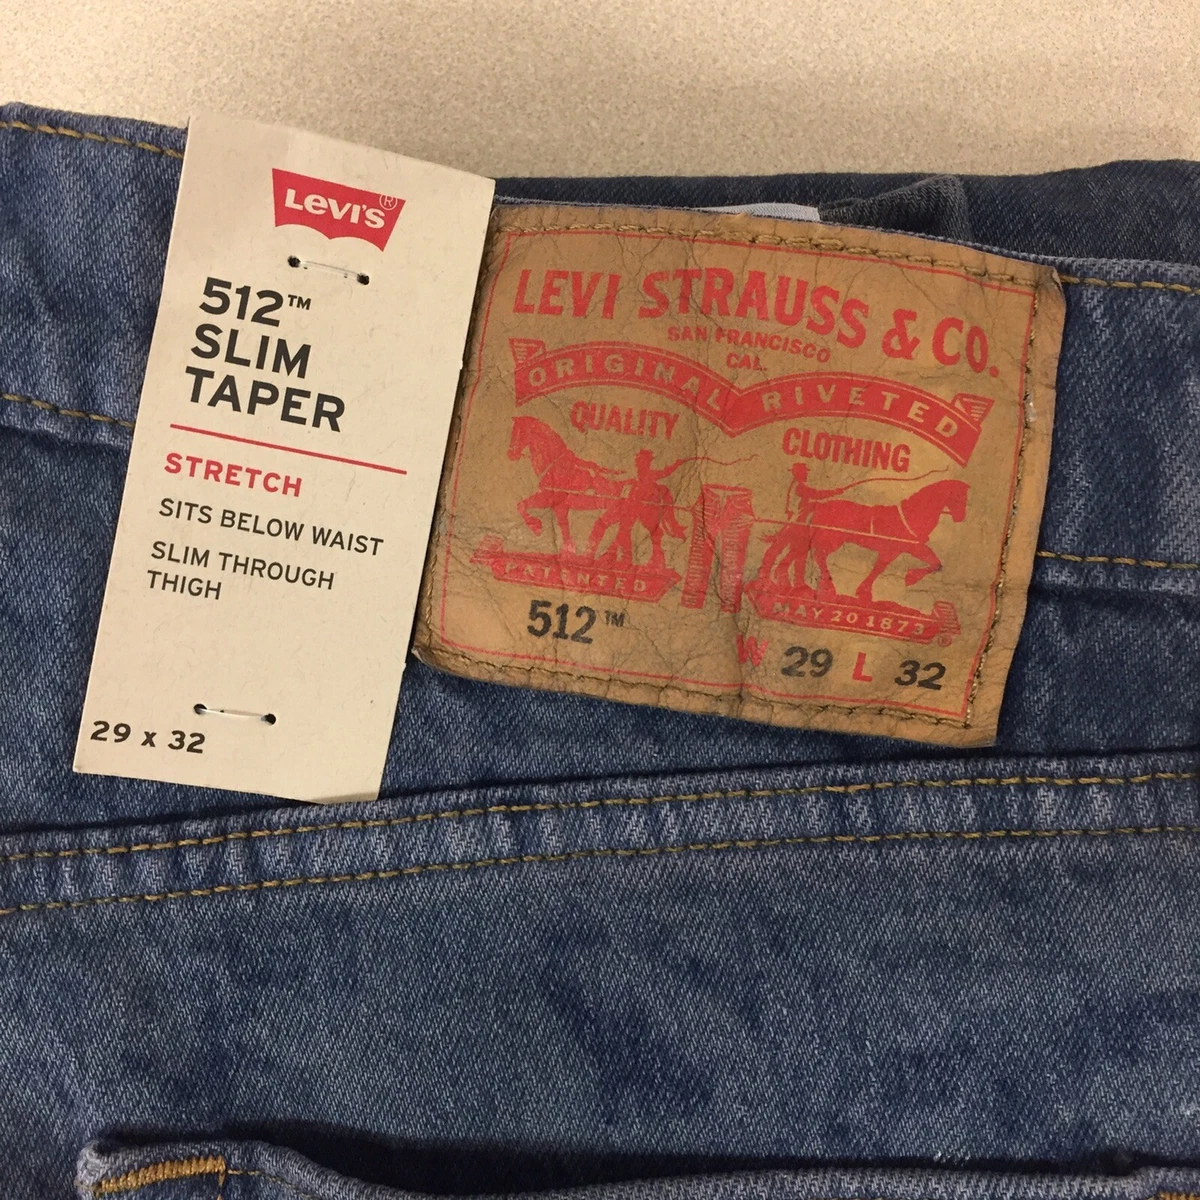 LEVI'S®
512™
SLIM
TAPER
STRETCH
SITS BELOW WAIST
SLIM THROUGH
THIGH
29 x 32
LEVI STRAUSS & CO.
SAN FRANCISCO
CAL.
ORIGINAL RIVETED
QUALITY CLOTHING
PATENTED MAY 20 1873
512™
W 29 L 32